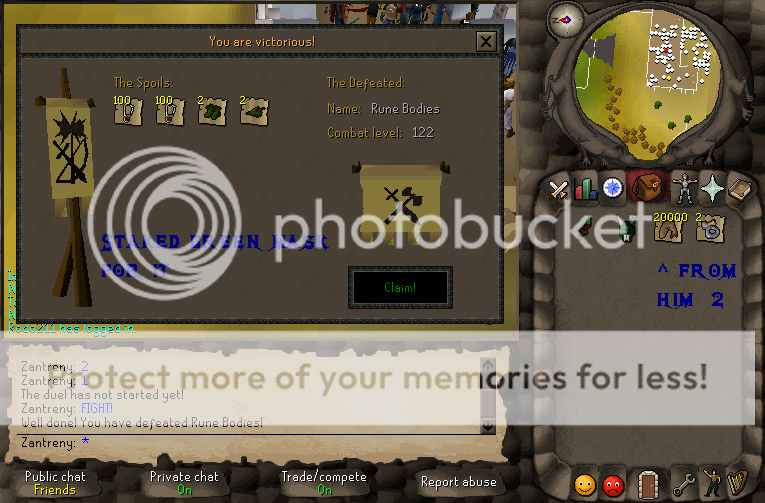 You are victorious!
The Spoils:
100 100 2 2
The Defeated:
Name: Rune Bodies
Combat level: 122
Claim!
20000 2
Staked green mask
for it
^ from
him 2
photobucket
has logged in.
Protect more of your memories for less!
Zantreny: 2
Zantreny: 1
The duel has not started yet!
Zantreny: FIGHT!
Well done! You have defeated Rune Bodies!
Zantreny: *
Public chat
Friends
Private chat
On
Trade/compete
On
Report abuse